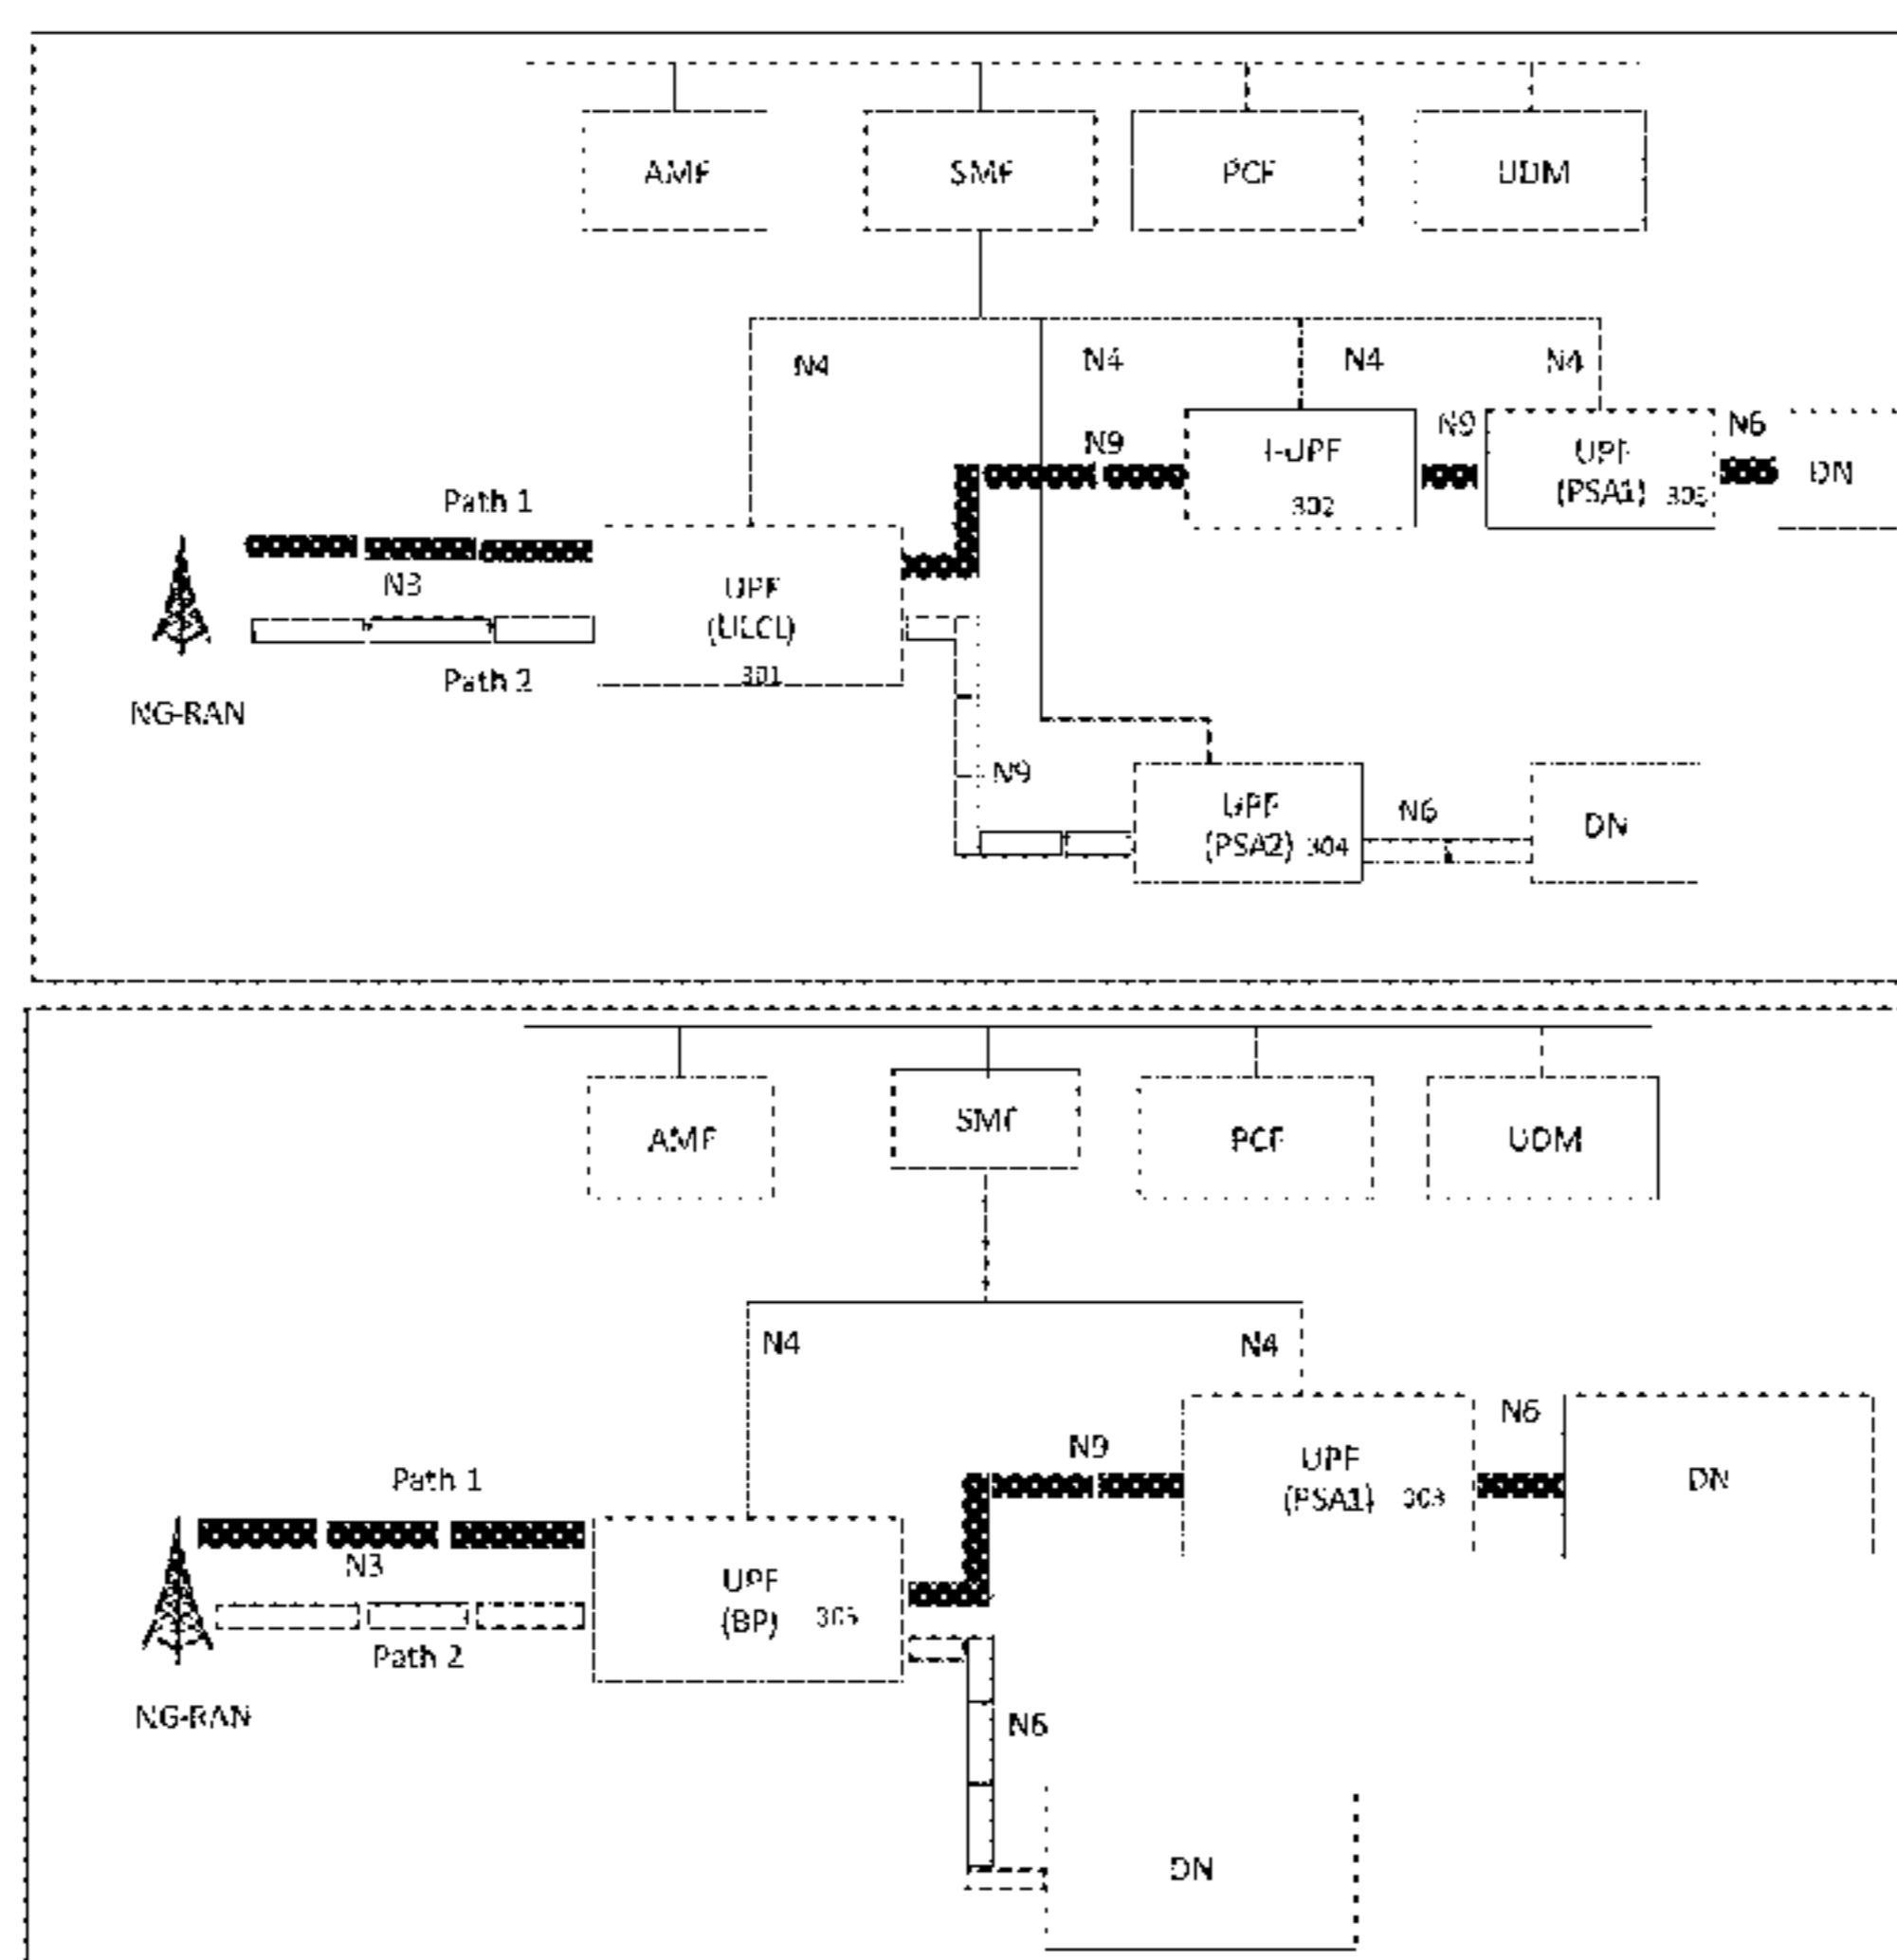 AMF
SMF
PCF
UDM
N4
N4
N4
N4
N9
I-UPF
302
N9
UPF
(PSA1)
N6
DN
Path 1
N3
Path 2
NG-RAN
UPF
(ULCL)
301
N9
UPF
(PSA2) 304
N6
DN
AMF
SMF
PCF
UDM
N4
N4
N9
UPF
(PSA1) 303
N6
DN
Path 1
N3
Path 2
NG-RAN
UPF
(BP) 305
N6
DN